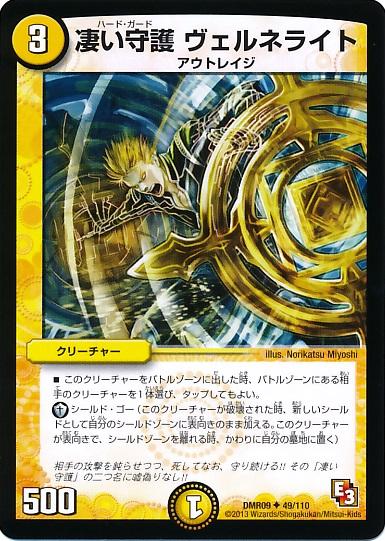 3
ハード・ガード
凄い守護 ヴェルネライト
アウトレイジ
クリーチャー
illus. Norikatsu Miyoshi
■ このクリーチャーをバトルゾーンに出した時、バトルゾーンにある相
手のクリーチャーを1体選び、タップしてもよい。
シールド・ゴー(このクリーチャーが破壊された時、新しいシールド
として自分のシールドゾーンに表向きのまま加える。このクリーチャー
が表向きで、シールドゾーンを離れる時、かわりに自分の墓地に置く)
相手の攻撃を鈍らせつつ、死してなお、守り続ける!! その「凄い
守護」の二つ名に嘘偽りなし!!
500
1
E3
DMR09 ◆ 49/110
©2013 Wizards/Shogakukan/Mitsui-Kids